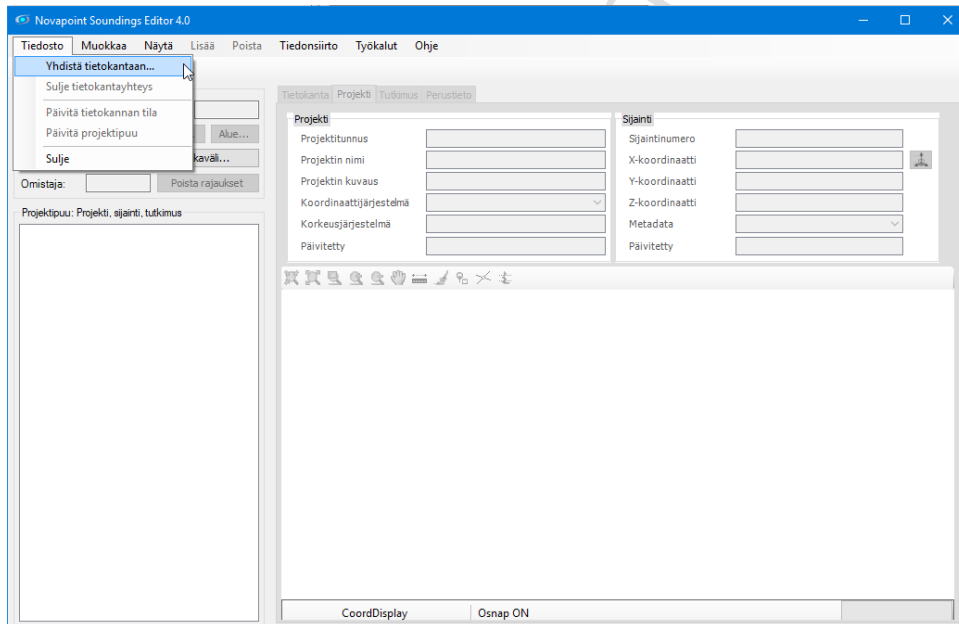 Novapoint Soundings Editor 4.0
Tiedosto Muokkaa Näytä Lisää Poista Tiedonsiirto Työkalut Ohje
Yhdistä tietokantaan...
Sulje tietokantayhteys
Päivitä tietokannan tila
Päivitä projektipuu
Sulje
Alue...
Omistaja:
Poista rajaukset
Projektipuu: Projekti, sijainti, tutkimus
Tietokanta Projekti Tutkimus Perustieto
Projekti
Projektitunnus
Projektin nimi
Projektin kuvaus
Koordinaattijärjestelmä
Korkeusjärjestelmä
Päivitetty
Sijainti
Sijaintinumero
X-koordinaatti
Y-koordinaatti
Z-koordinaatti
Metadata
Päivitetty
CoordDisplay
Osnap ON